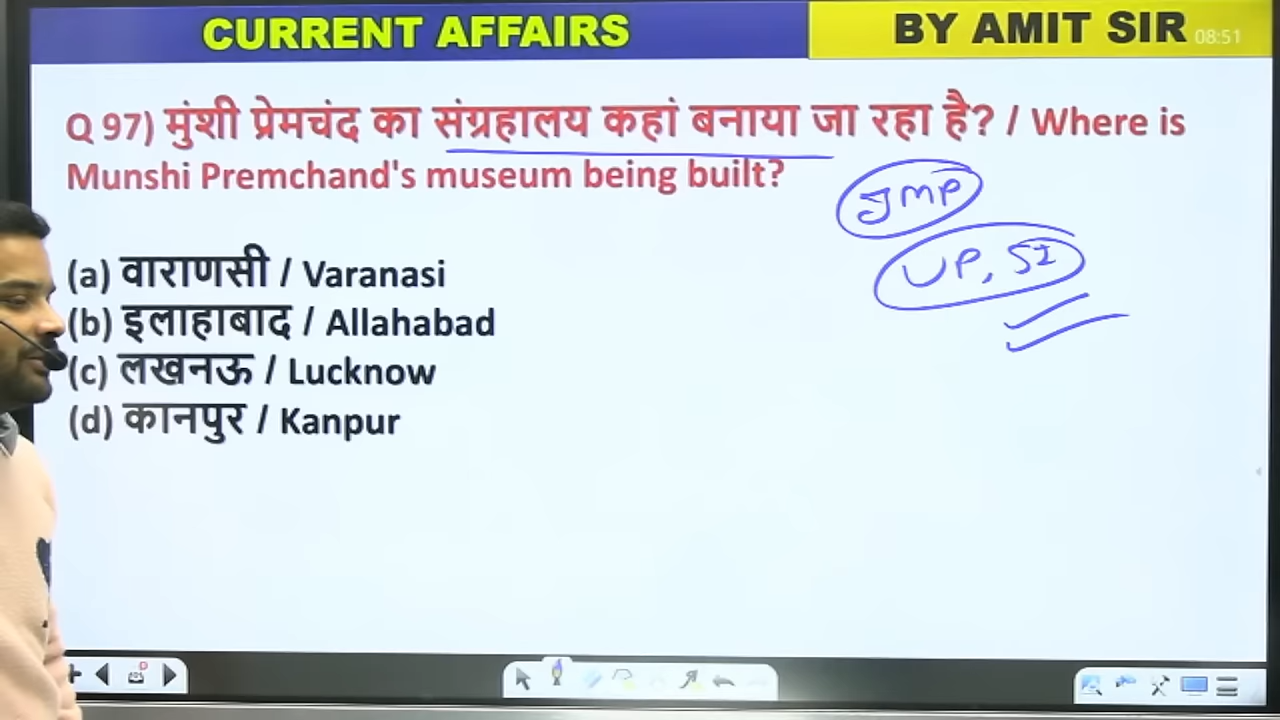 CURRENT AFFAIRS
BY AMIT SIR
08:51
Q 97) मुंशी प्रेमचंद का संग्रहालय कहां बनाया जा रहा है? / Where is
Munshi Premchand's museum being built?
JMP
UP, SI
(a) वाराणसी / Varanasi
(b) इलाहाबाद / Allahabad
(c) लखनऊ / Lucknow
(d) कानपुर / Kanpur